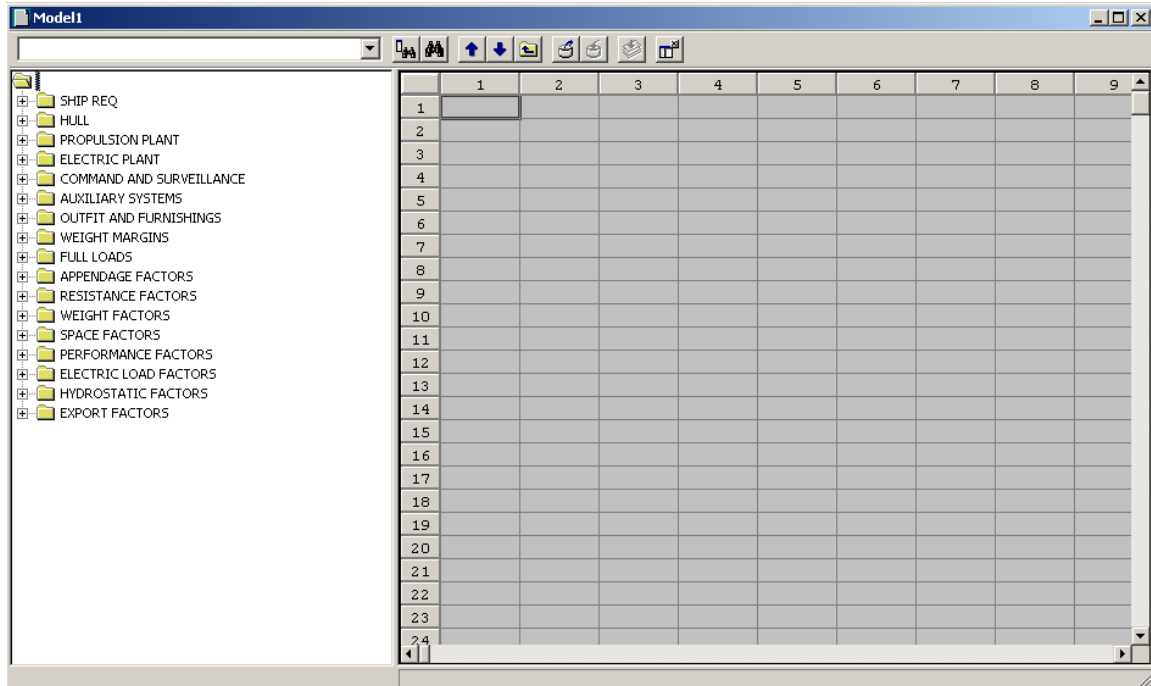 Model1
SHIP REQ
HULL
PROPULSION PLANT
ELECTRIC PLANT
COMMAND AND SURVEILLANCE
AUXILIARY SYSTEMS
OUTFIT AND FURNISHINGS
WEIGHT MARGINS
FULL LOADS
APPENDAGE FACTORS
RESISTANCE FACTORS
WEIGHT FACTORS
SPACE FACTORS
PERFORMANCE FACTORS
ELECTRIC LOAD FACTORS
HYDROSTATIC FACTORS
EXPORT FACTORS
1 2 3 4 5 6 7 8 9
1
2
3
4
5
6
7
8
9
10
11
12
13
14
15
16
17
18
19
20
21
22
23
24